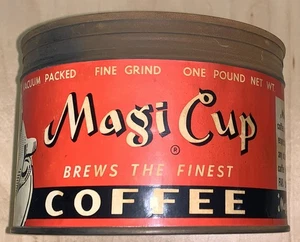 VACUUM PACKED FINE GRIND ONE POUND NET WT.
Magi Cup
®
BREWS THE FINEST
COFFEE